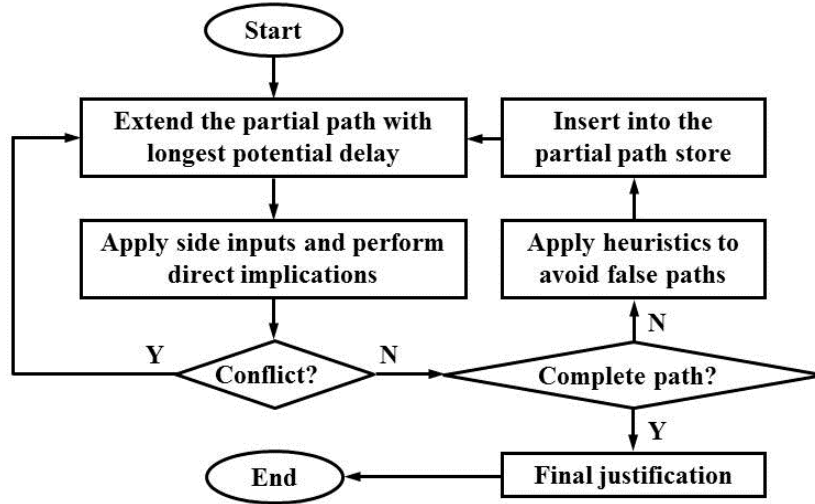 Start
Extend the partial path with
longest potential delay
Insert into the
partial path store
Apply side inputs and perform
direct implications
Apply heuristics to
avoid false paths
Y
Conflict?
N
Complete path?
N
Y
Final justification
End